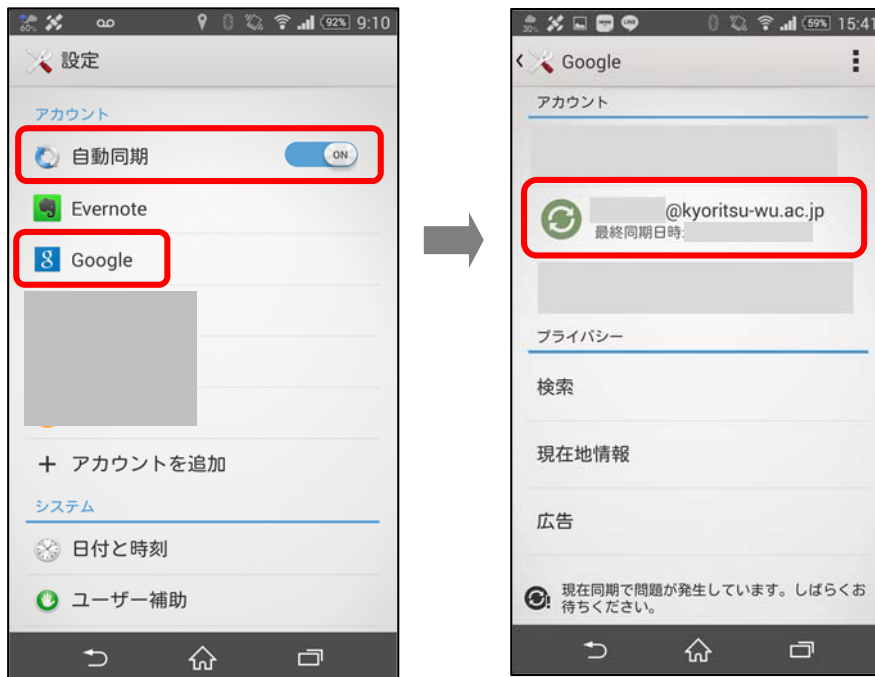 60%
92% 9:10
設定
アカウント
自動同期
ON
Evernote
8 Google
アカウントを追加
システム
日付と時刻
ユーザー補助
30%
LINE
59% 15:41
Google
アカウント
@kyoritsu-wu.ac.jp
最終同期日時:
プライバシー
検索
現在地情報
広告
現在同期で問題が発生しています。しばらくお
待ちください。